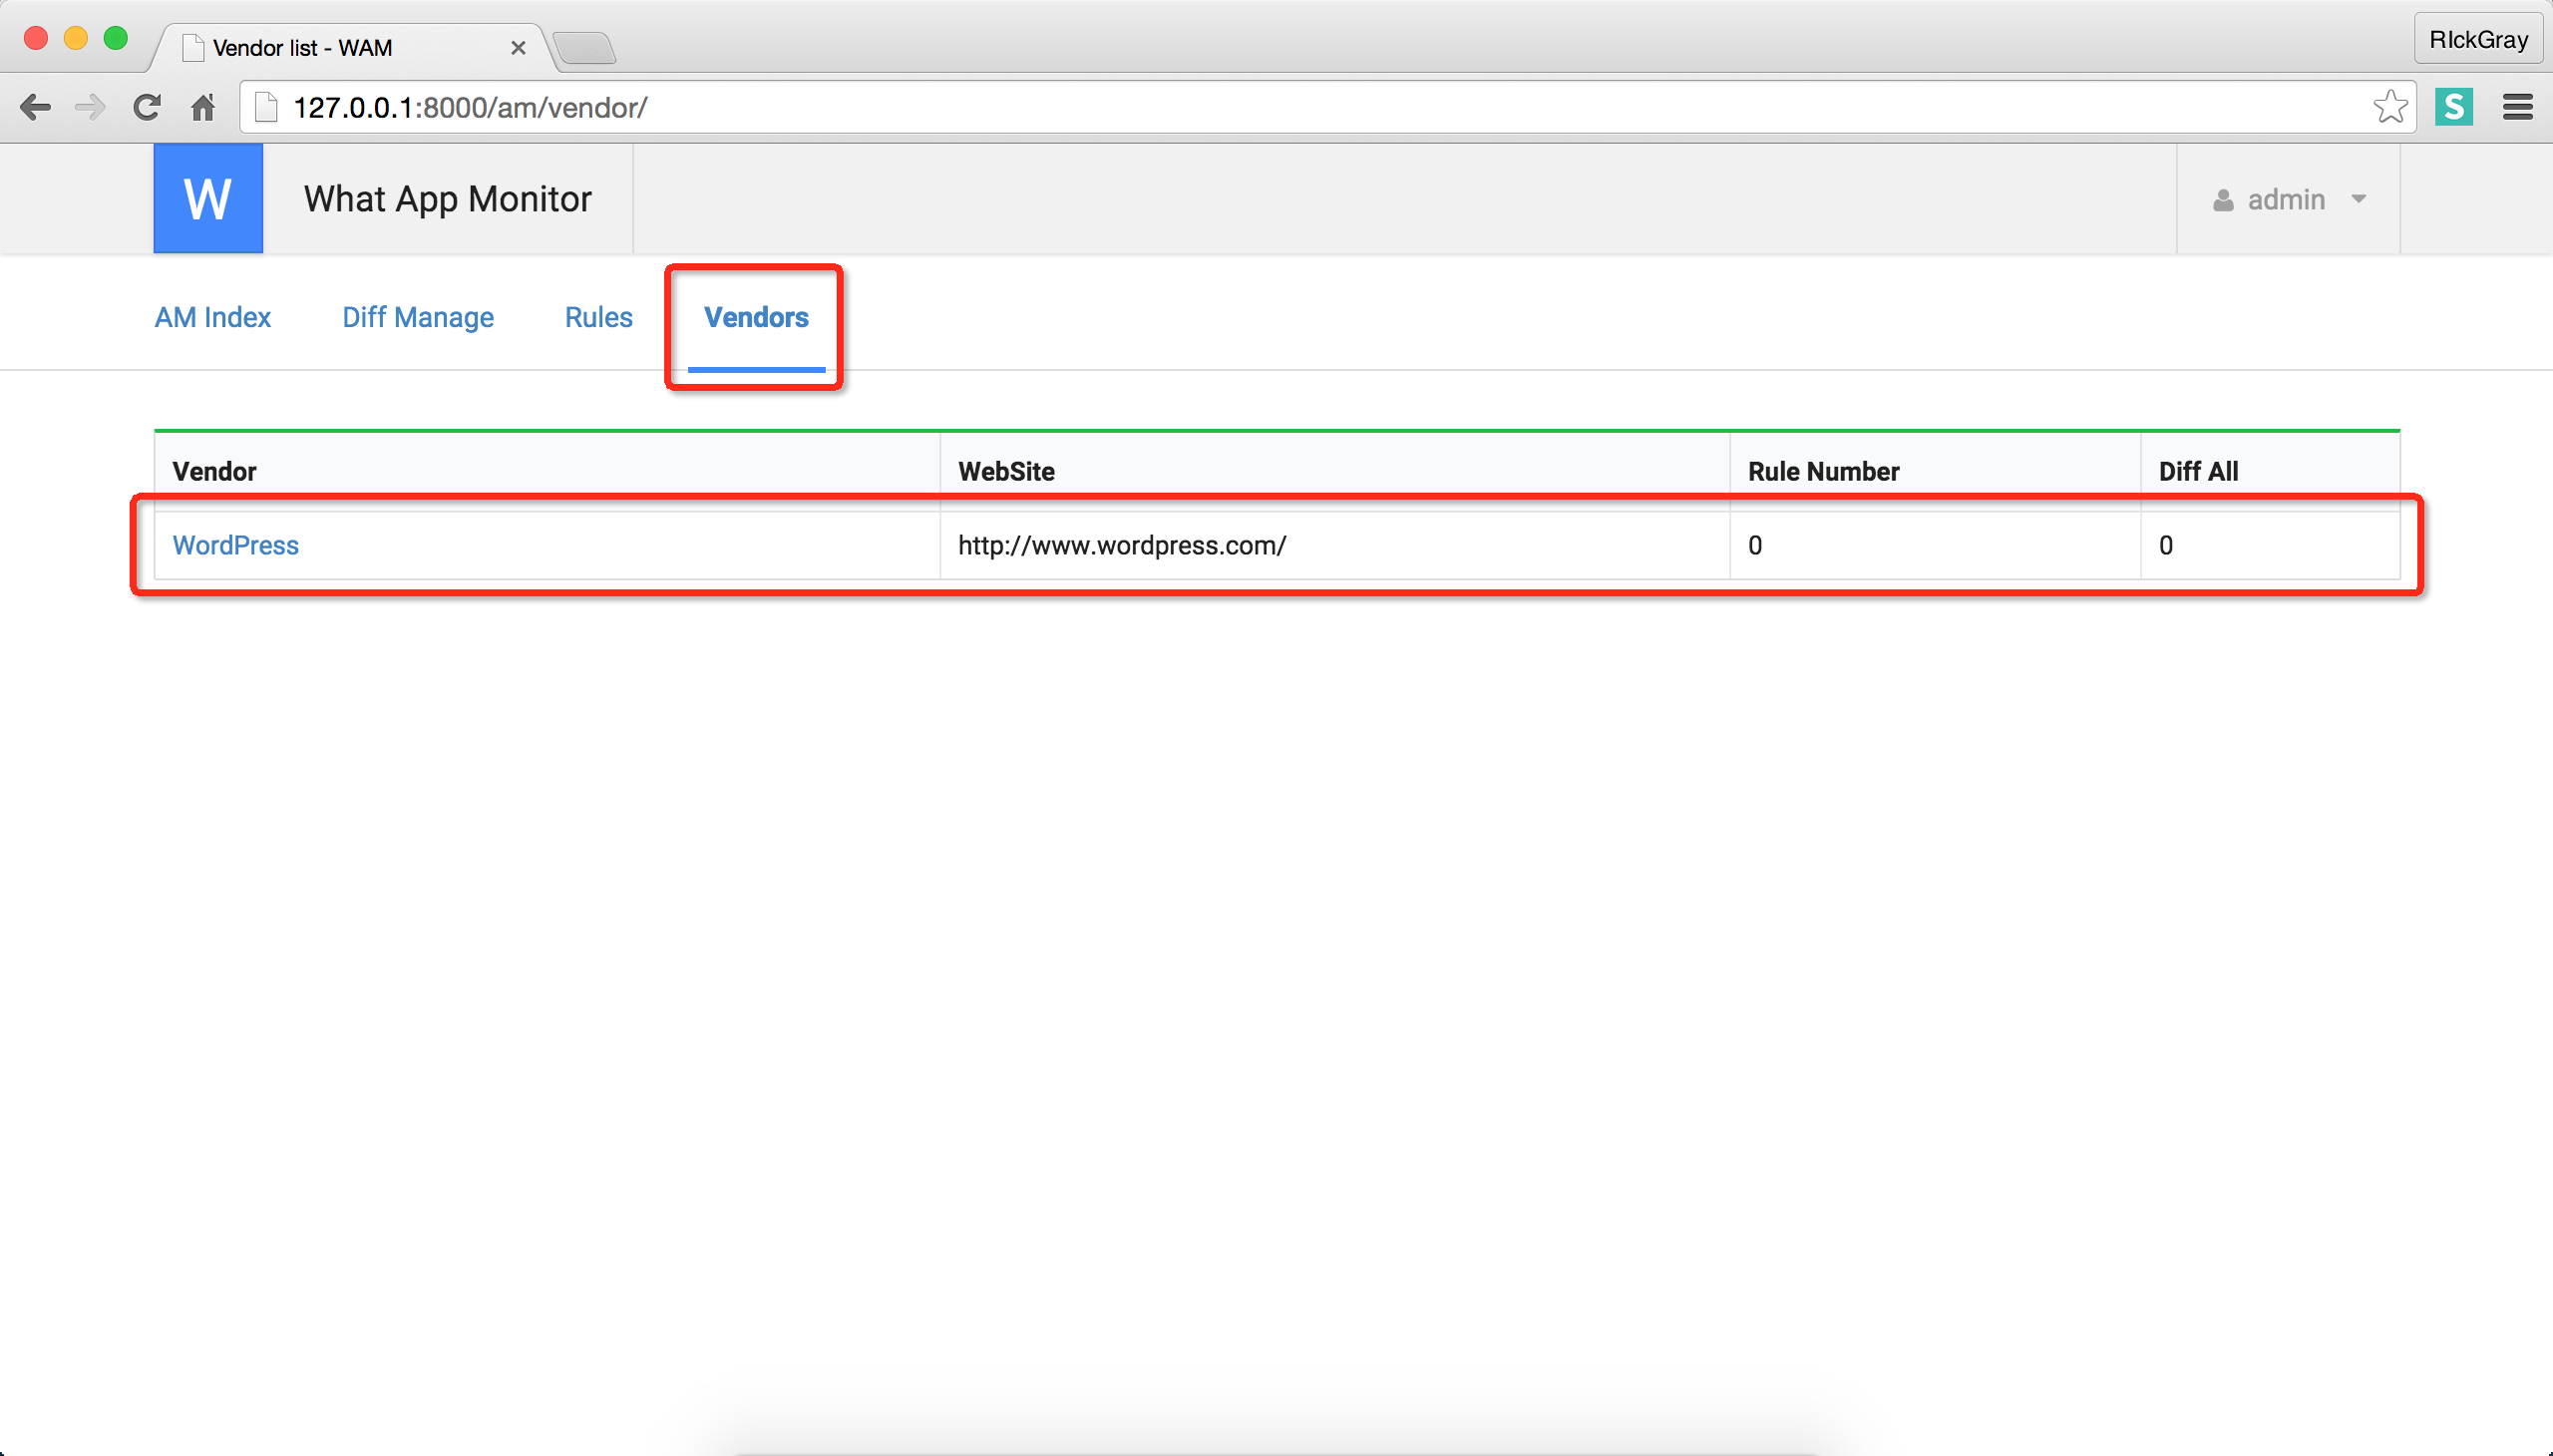 Vendor list - WAM
RIckGray
127.0.0.1:8000/am/vendor/
S
W What App Monitor admin
AM Index Diff Manage Rules Vendors
Vendor WebSite Rule Number Diff All
WordPress http://www.wordpress.com/ 0 0